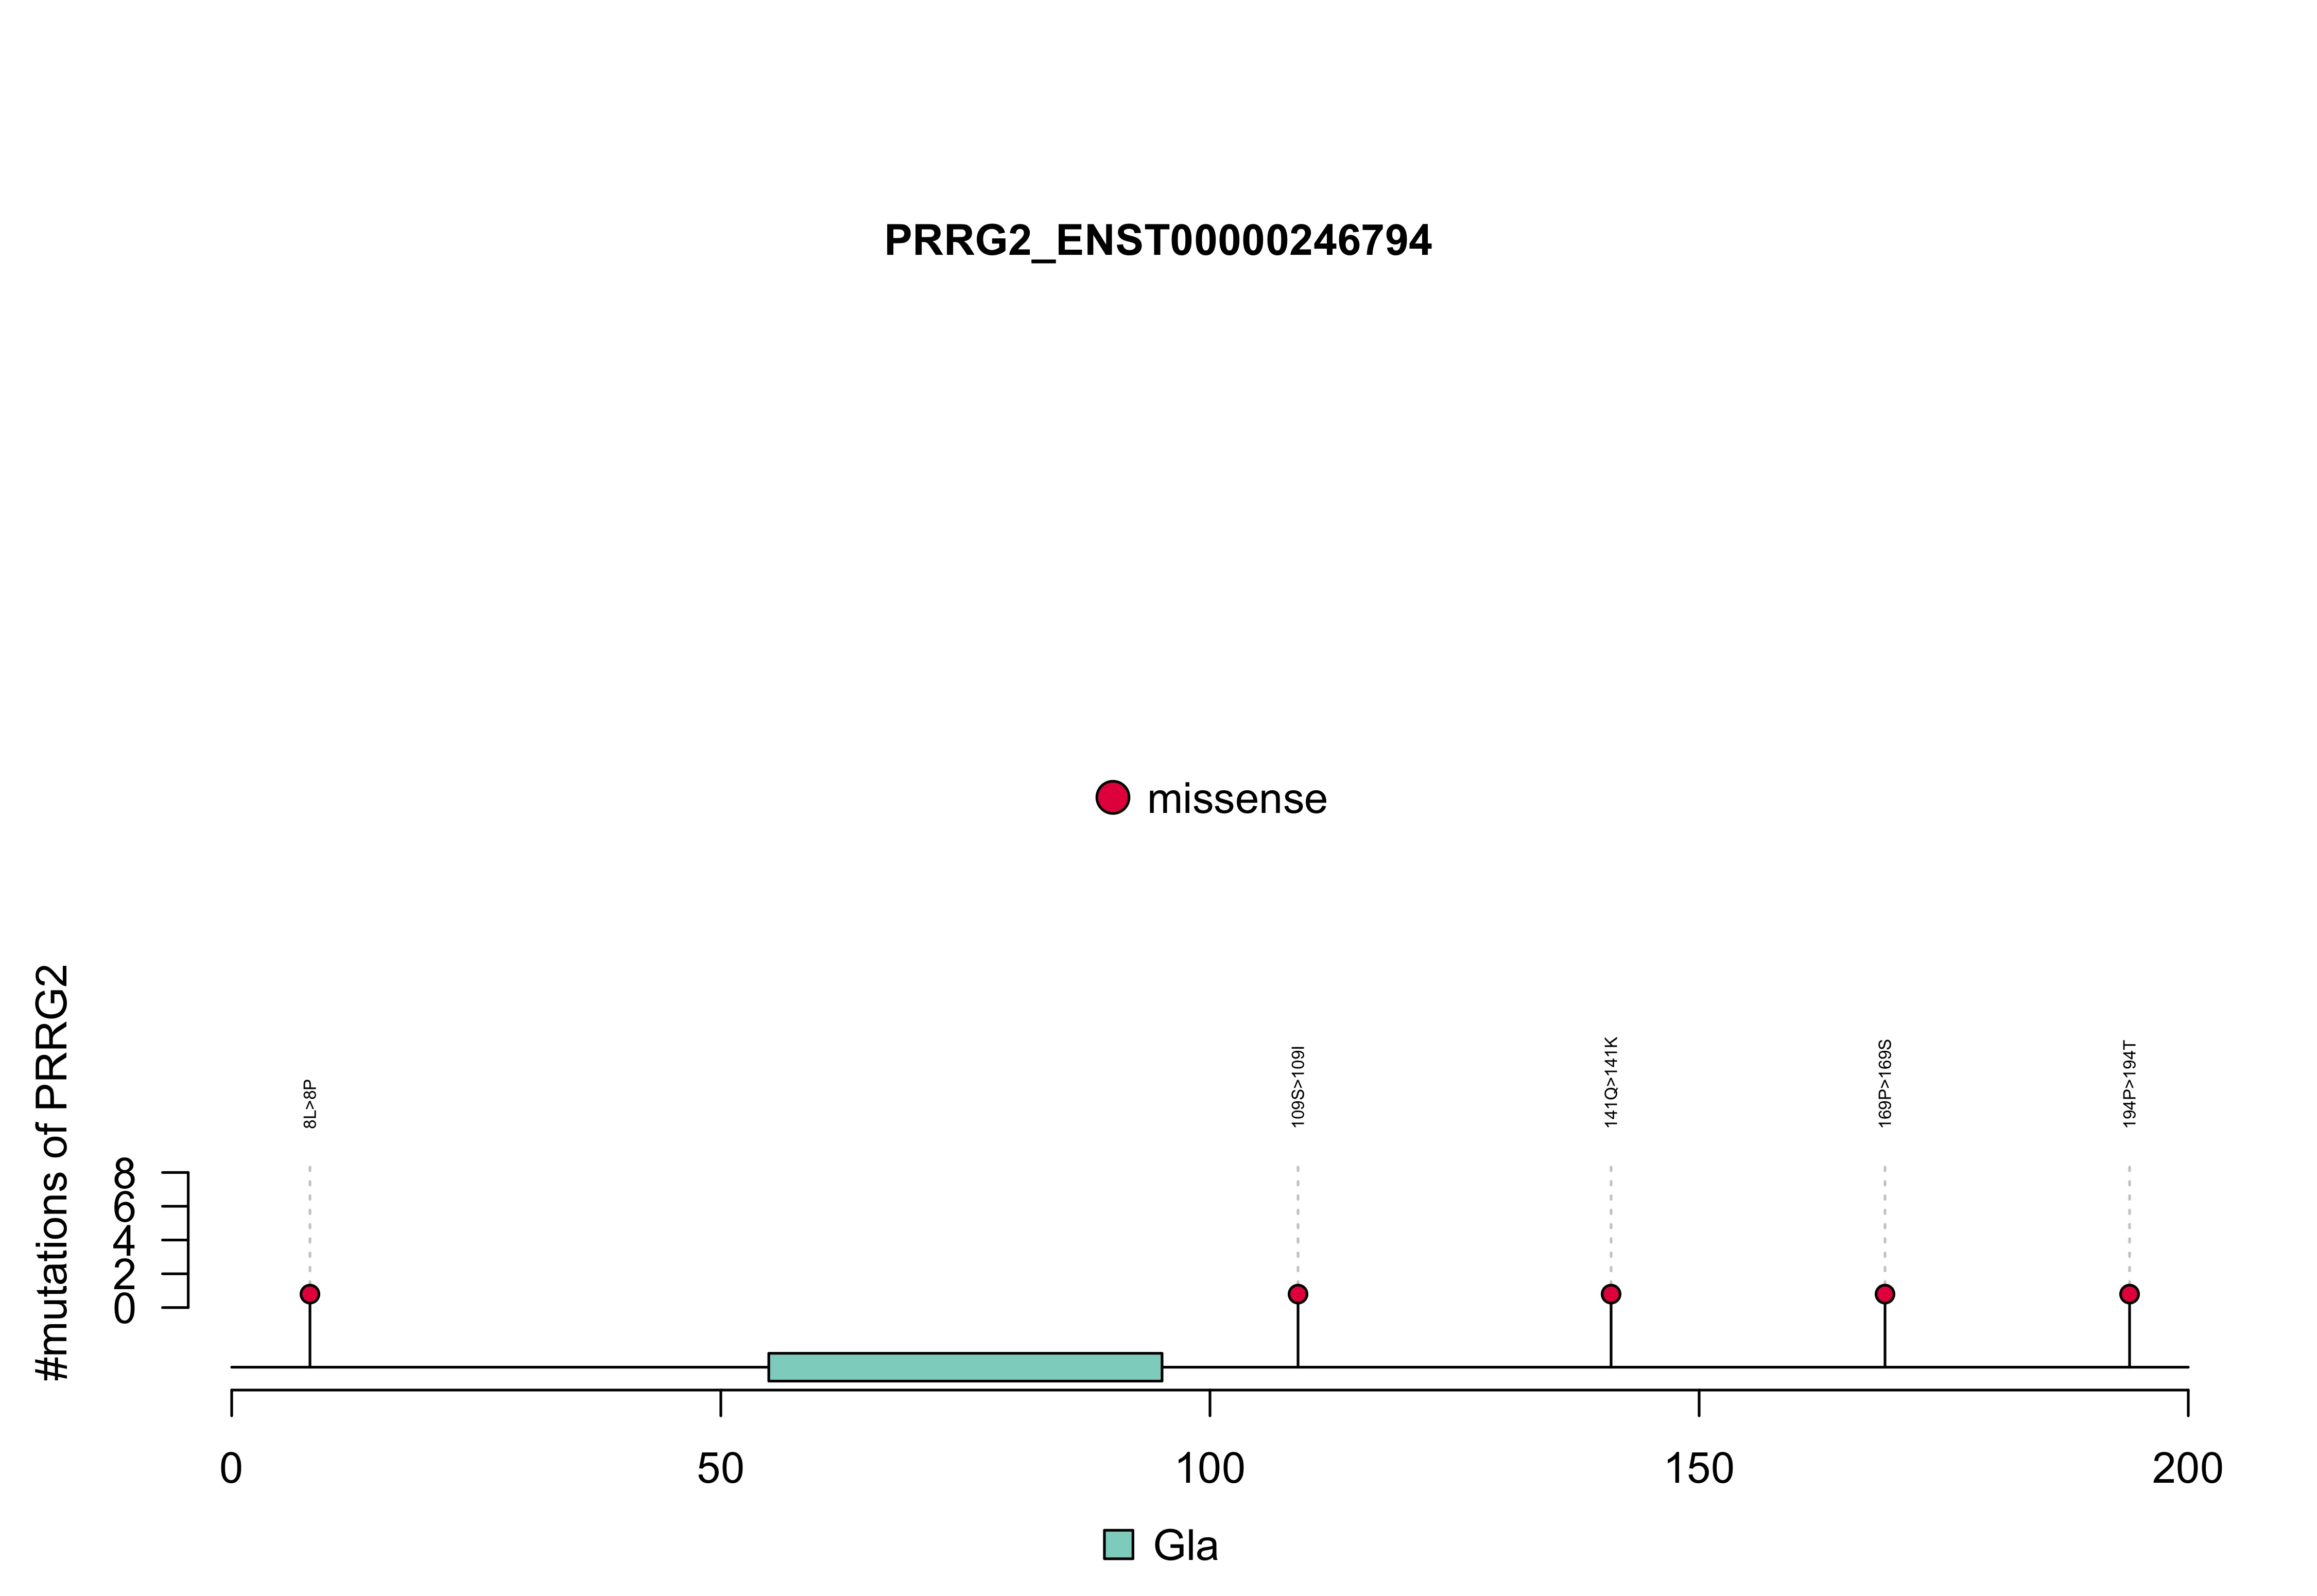 PRRG2_ENST00000246794
missense
#mutations of PRRG2
8L>8P
109S>109I
141Q>141K
169P>169S
194P>194T
8
6
4
2
0
0 50 100 150 200
Gla